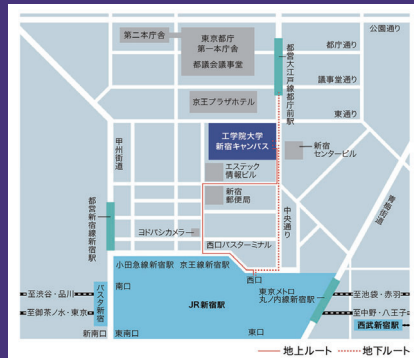 公園通り
第二本庁舎
東京都庁
第一本庁舎
都議会議事堂
都営大江戸線都庁前駅
都庁通り
議事堂通り
京王プラザホテル
東通り
工学院大学
新宿キャンパス
新宿
センタービル
甲州街道
エステック
情報ビル
新宿
郵便局
都営新宿線新宿駅
中央通り
青梅街道
ヨドバシカメラ
西口バスターミナル
小田急線新宿駅
京王線新宿駅
西口
南口
東京メトロ
丸ノ内線新宿駅
至渋谷・品川
バスタ新宿
JR新宿駅
至池袋・赤羽
至御茶ノ水・東京
至中野・八王子
新南口
東南口
東口
西武新宿駅
地上ルート
地下ルート